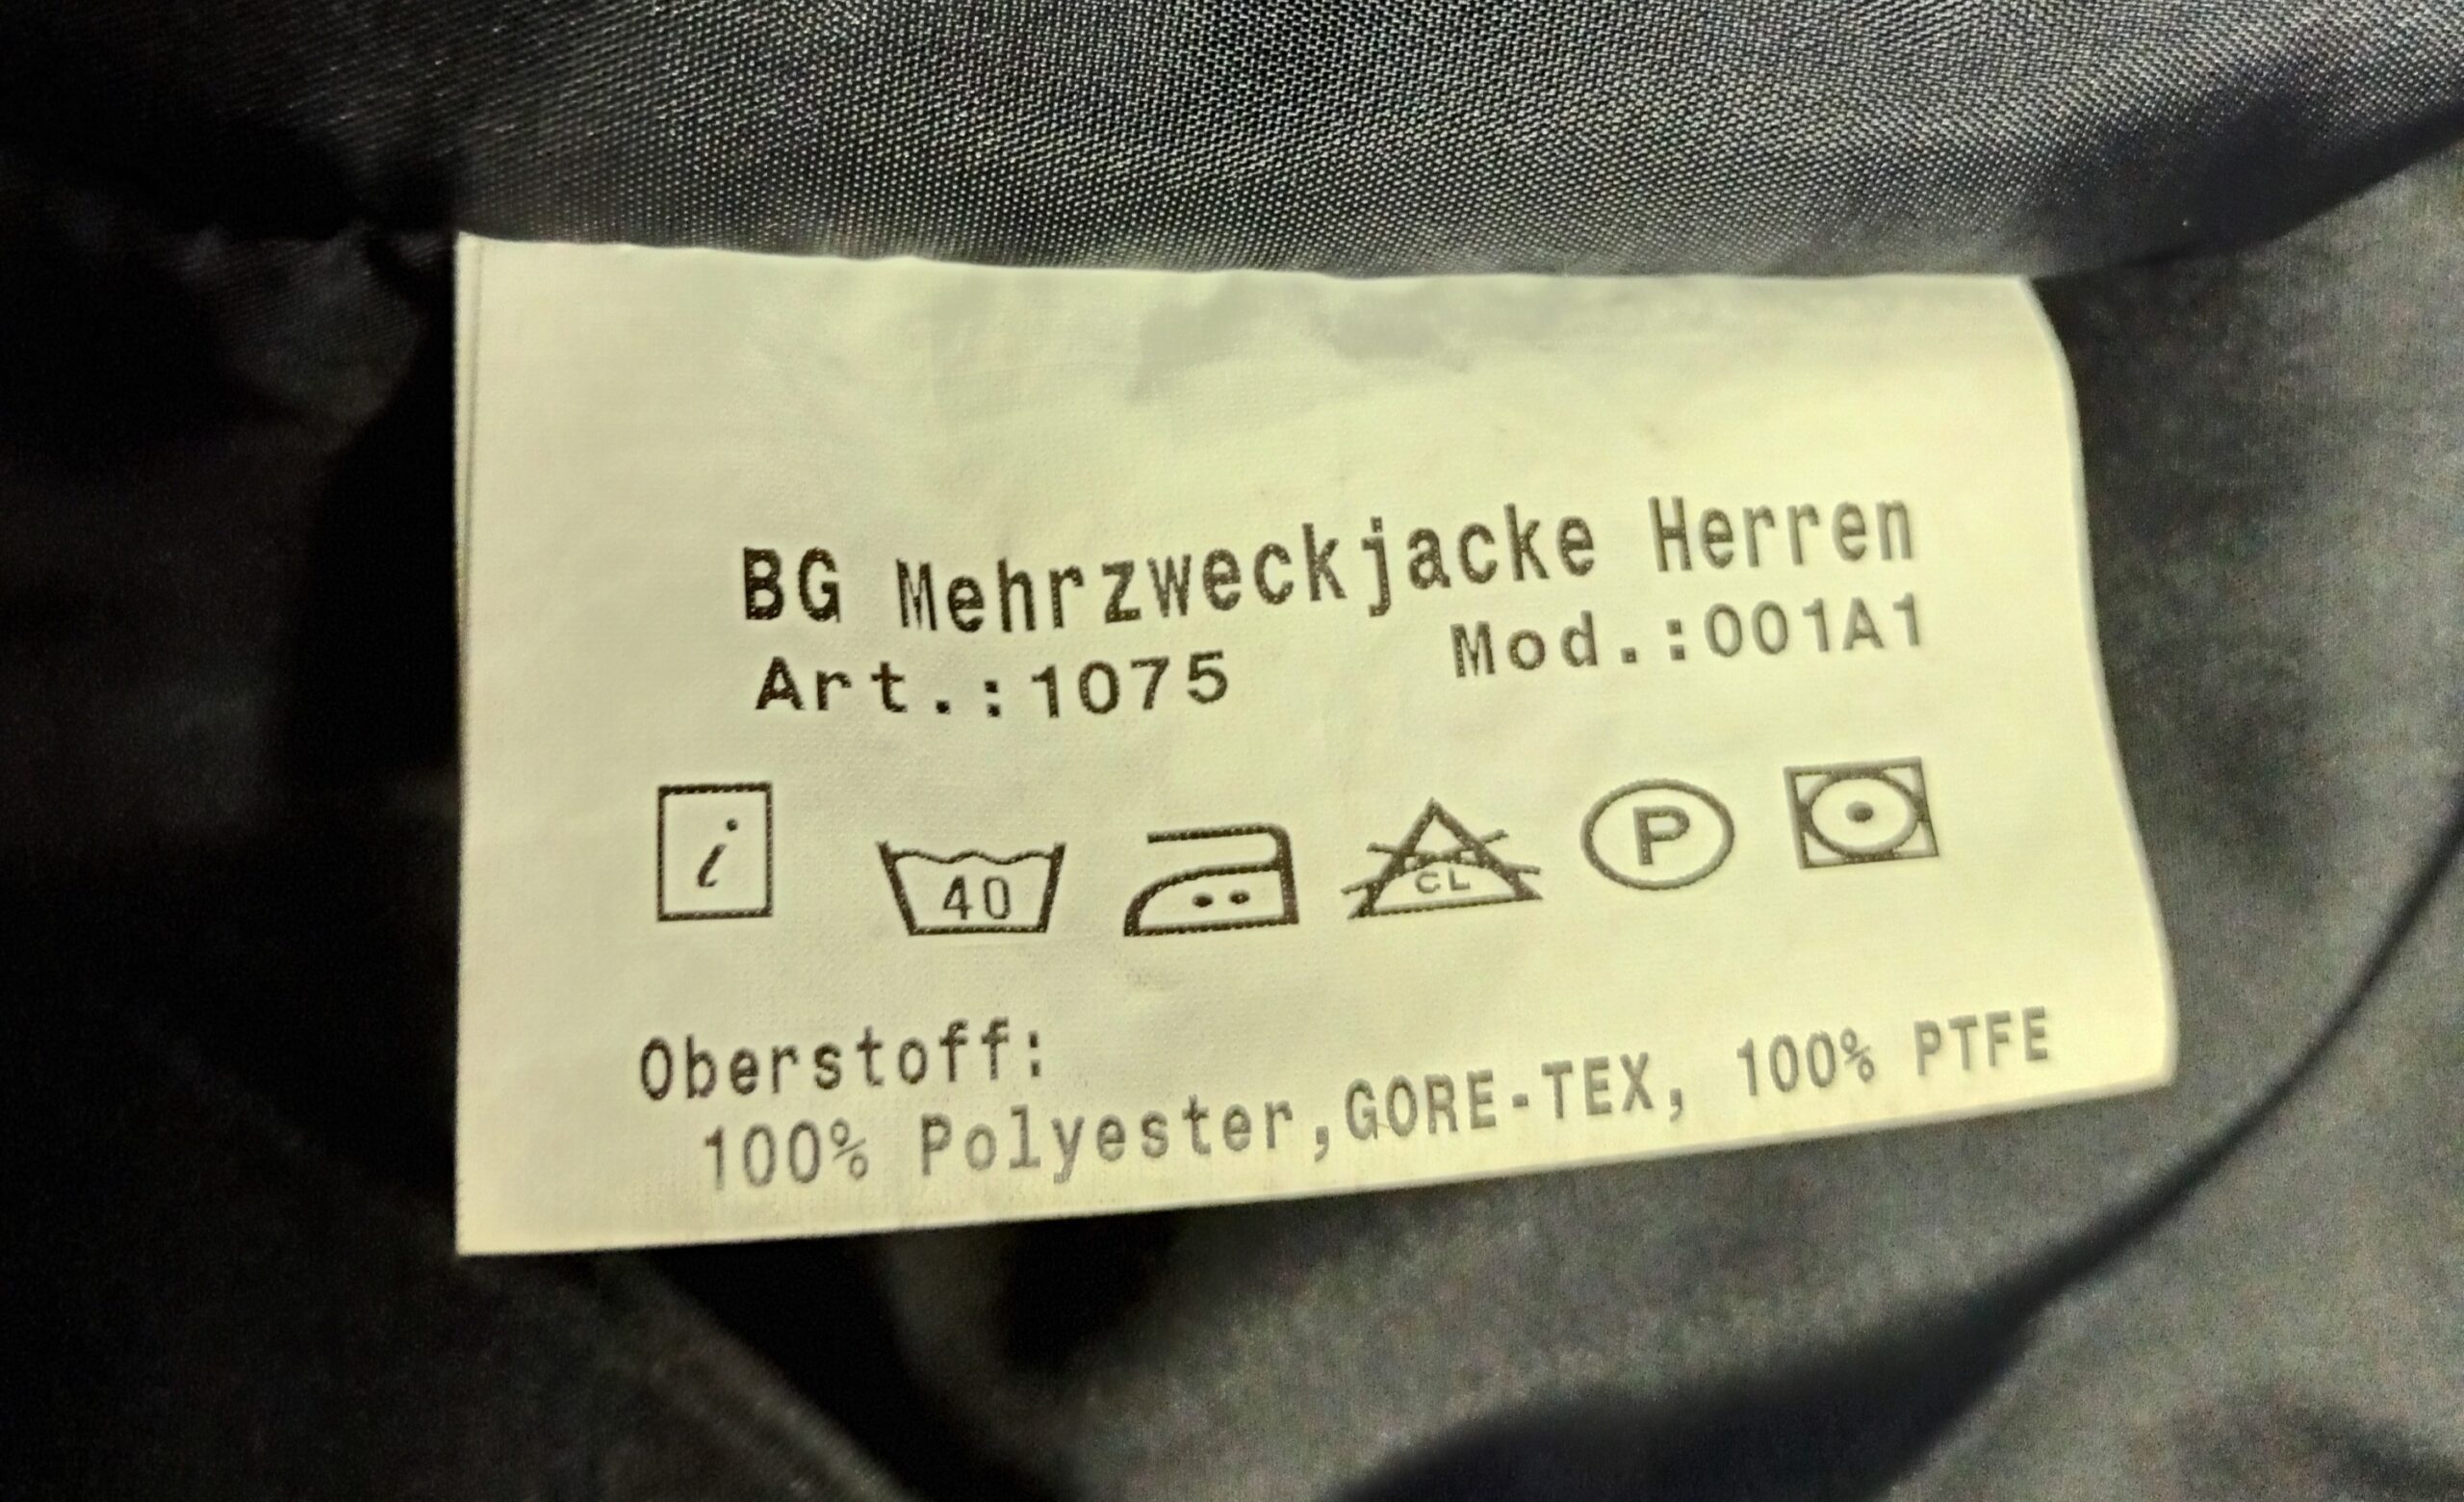 BG Mehrzweckjacke Herren
Art.:1075 Mod.:001A1
i 40 CL P
Oberstoff:
100% Polyester,GORE-TEX, 100% PTFE